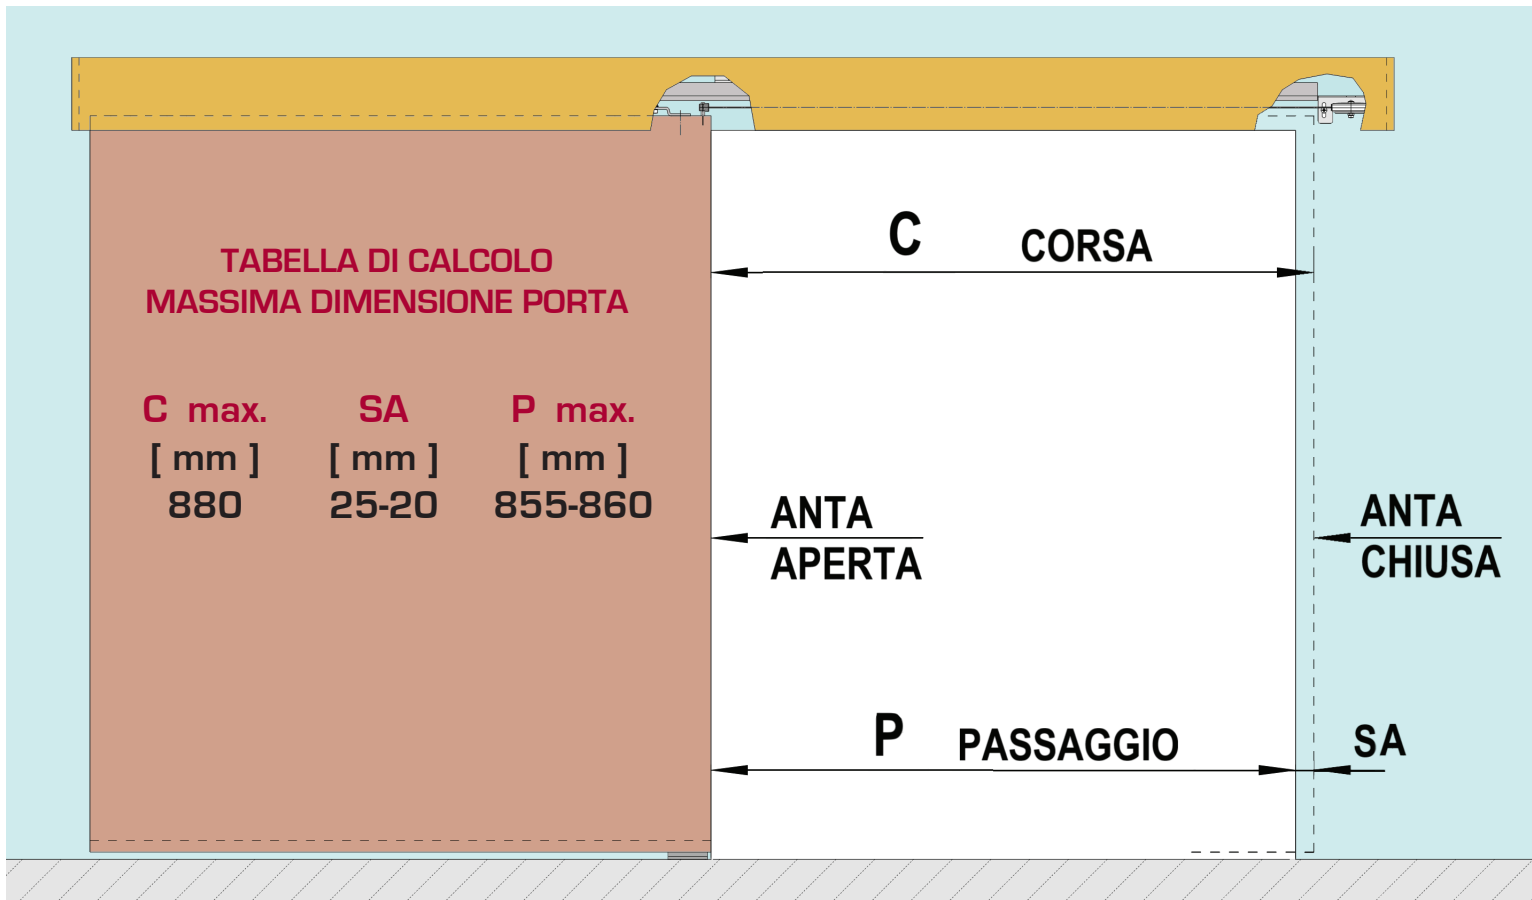 C CORSA
TABELLA DI CALCOLO
MASSIMA DIMENSIONE PORTA
C max. SA P max.
[ mm ] [ mm ] [ mm ]
880 25-20 855-860
ANTA
APERTA
ANTA
CHIUSA
P PASSAGGIO
SA